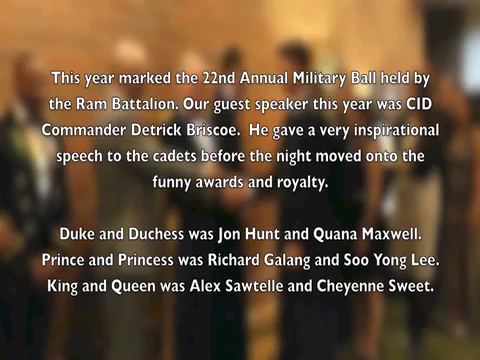 This year marked the 22nd Annual Military Ball held by
the Ram Battalion. Our guest speaker this year was CID
Commander Detrick Briscoe. He gave a very inspirational
speech to the cadets before the night moved onto the
funny awards and royalty.
Duke and Duchess was Jon Hunt and Quana Maxwell.
Prince and Princess was Richard Galang and Soo Yong Lee.
King and Queen was Alex Sawtelle and Cheyenne Sweet.